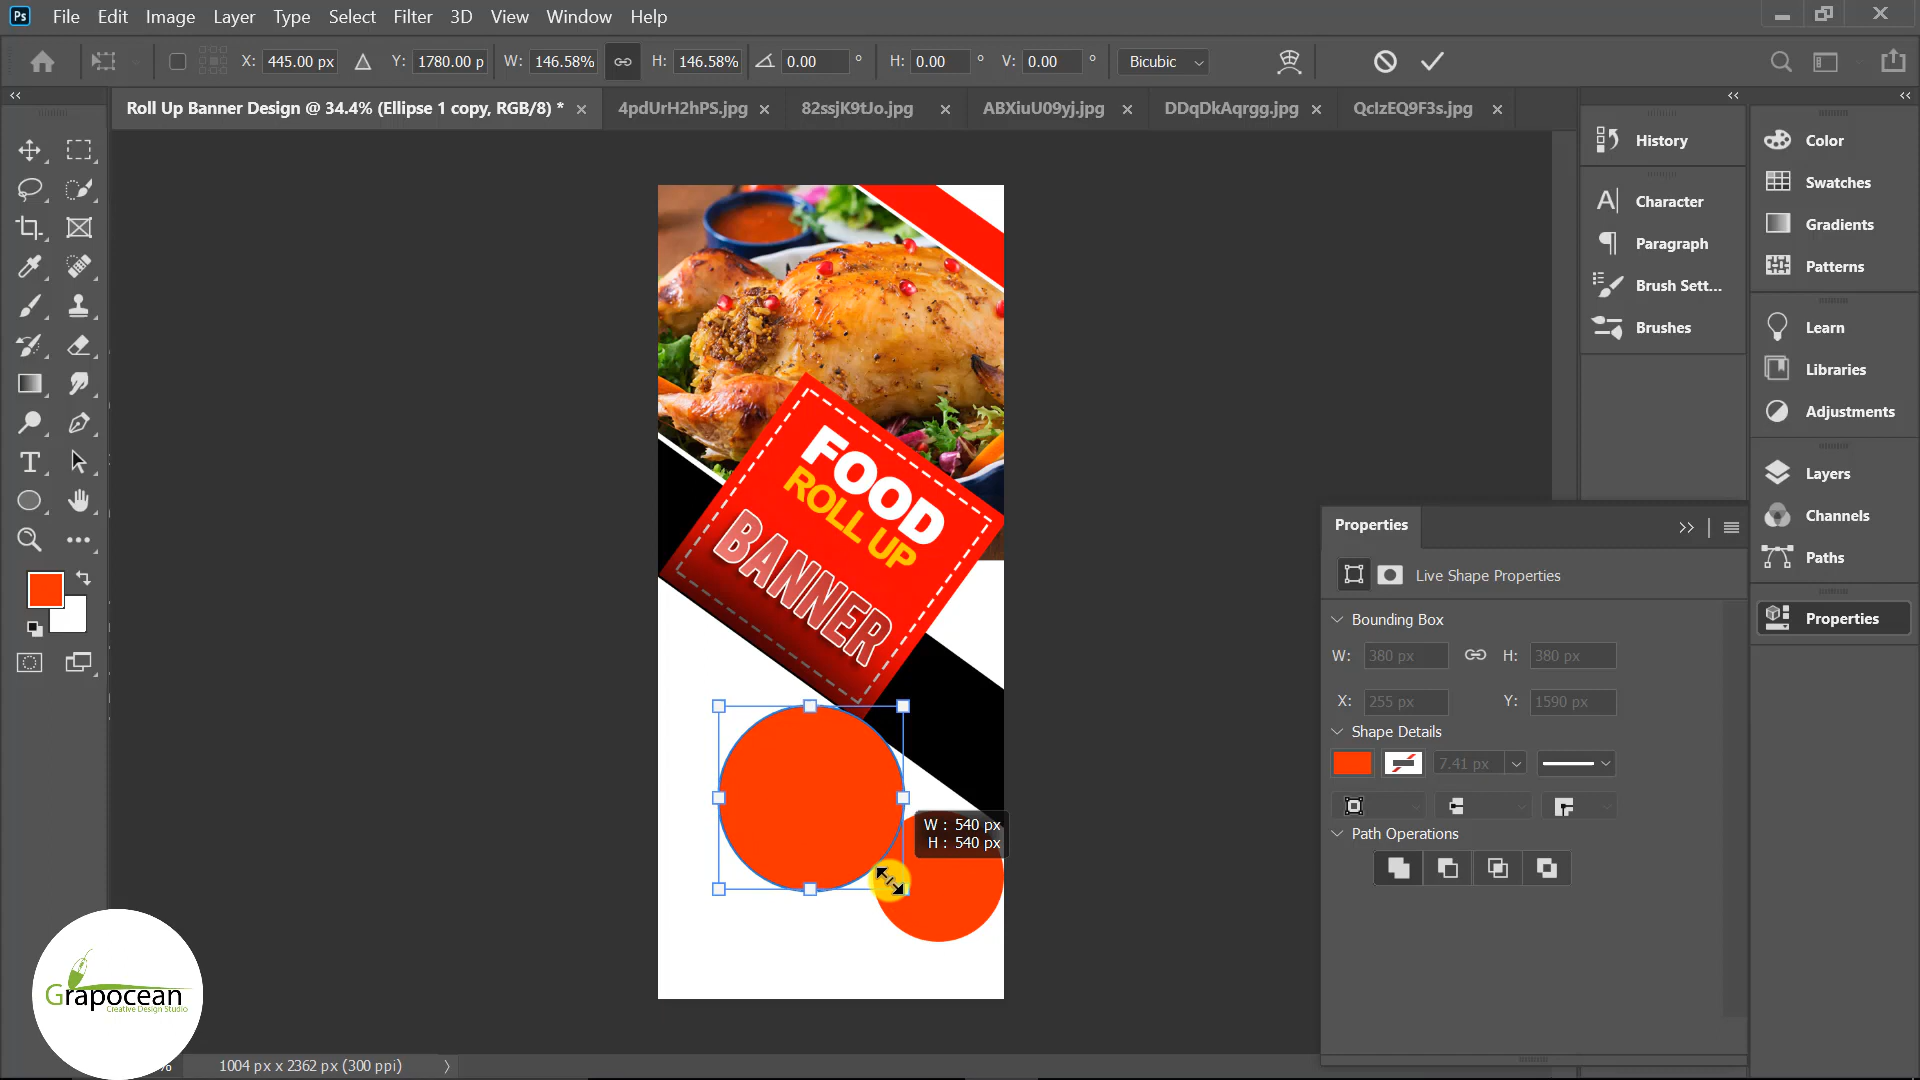 Ps File Edit Image Layer Type Select Filter 3D View Window Help
X: 445.00 px Y: 1780.00 p W: 146.58% H: 146.58% 0.00 ° H: 0.00 ° V: 0.00 ° Bicubic
Roll Up Banner Design @ 34.4% (Ellipse 1 copy, RGB/8) * 4pdUrH2hPS.jpg 82ssjK9tJo.jpg ABXiuU09yj.jpg DDqDkAqrgg.jpg QcIzEQ9F3s.jpg
History
Character
Paragraph
Brush Sett...
Brushes
Color
Swatches
Gradients
Patterns
Learn
Libraries
Adjustments
Layers
Channels
Paths
Properties
FOOD
ROLL UP
BANNER
W : 540 px
H : 540 px
Properties
Live Shape Properties
Bounding Box
W: 380 px H: 380 px
X: 255 px Y: 1590 px
Shape Details
7.41 px
Path Operations
Grapocean
Creative Design Studio
% 1004 px x 2362 px (300 ppi)